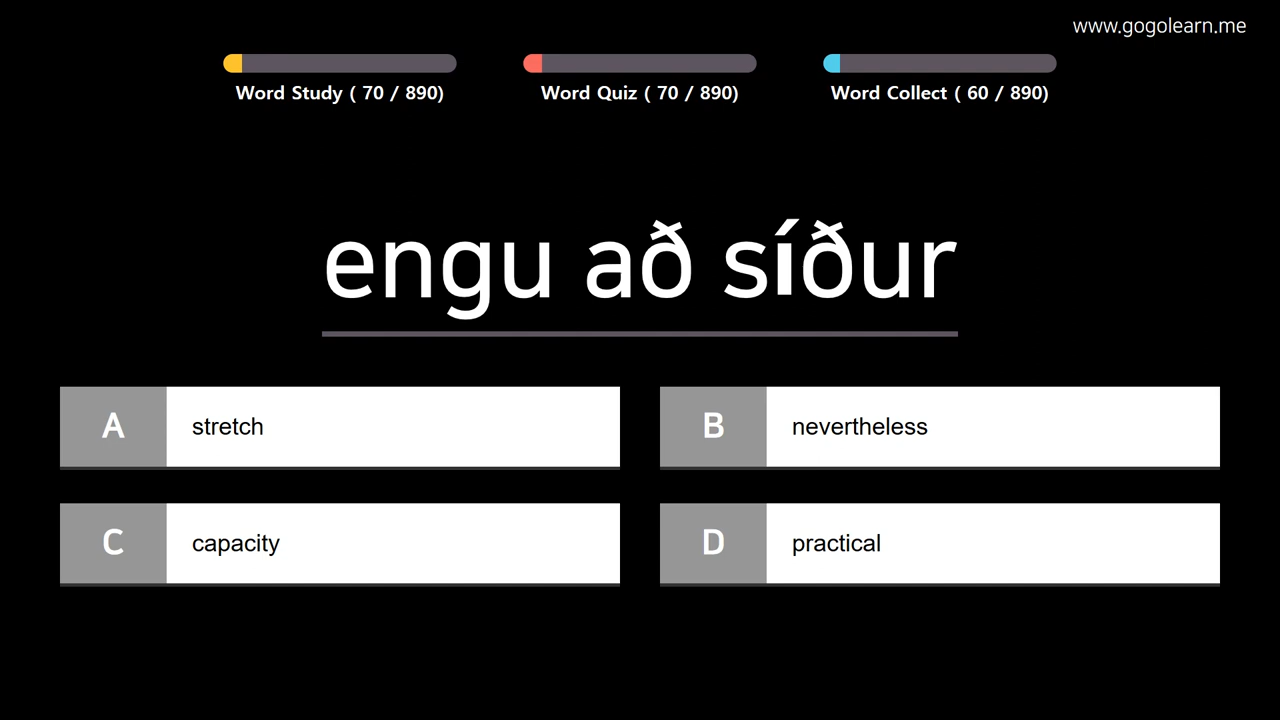 www.gogolearn.me
Word Study ( 70 / 890)
Word Quiz ( 70 / 890)
Word Collect ( 60 / 890)
engu að síður
A
stretch
B
nevertheless
C
capacity
D
practical